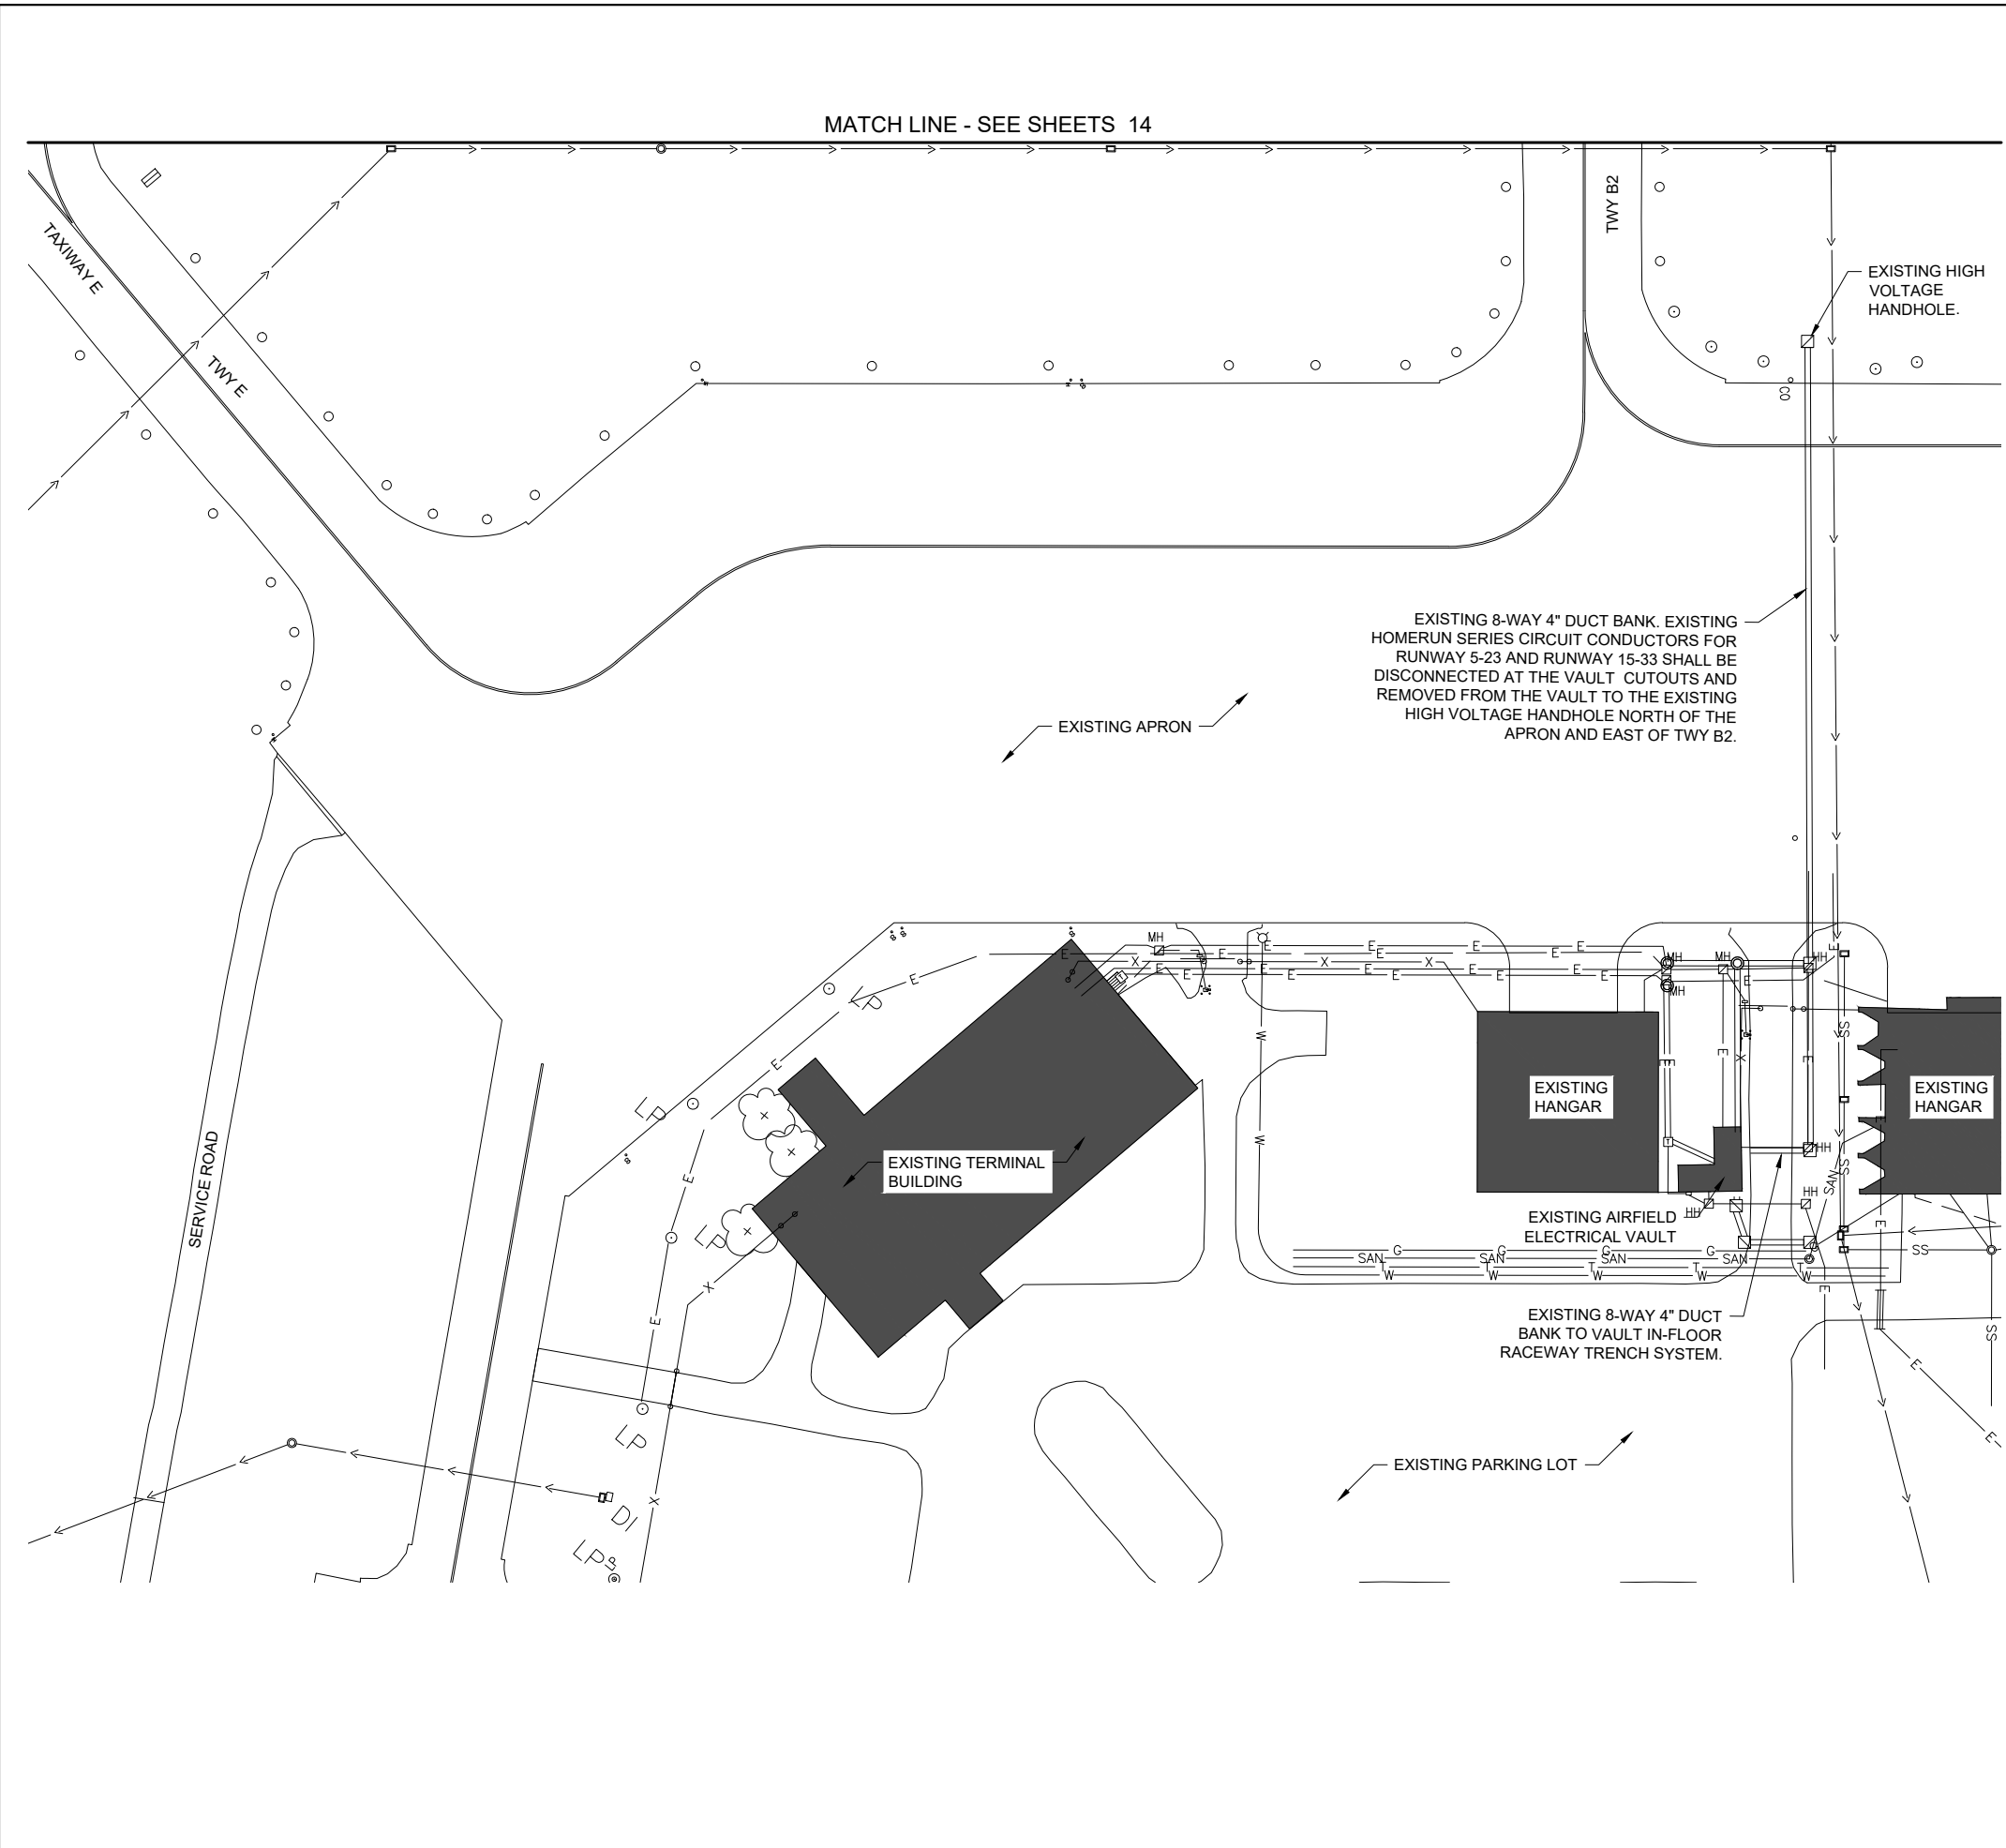 MATCH LINE - SEE SHEETS  14
TAXIWAY E
TWY E
TWY B2
EXISTING HIGH
VOLTAGE
HANDHOLE.
CO
EXISTING 8-WAY 4" DUCT BANK. EXISTING
HOMERUN SERIES CIRCUIT CONDUCTORS FOR
RUNWAY 5-23 AND RUNWAY 15-33 SHALL BE
DISCONNECTED AT THE VAULT  CUTOUTS AND
REMOVED FROM THE VAULT TO THE EXISTING
HIGH VOLTAGE HANDHOLE NORTH OF THE
APRON AND EAST OF TWY B2.
EXISTING APRON
MH
E E E E E
E E E E
X X X
E E E E E
E E E E E
MH
MH
MH
HH
E
E
LP
E
E
LP
E
LP
E
X
X
LP
DI
LP
LP
W
W
E
E
X
E
SS
SS
E
EXISTING
HANGAR
EXISTING
HANGAR
EXISTING TERMINAL
BUILDING
SERVICE ROAD
HH
HH
HH
SAN
EXISTING AIRFIELD
ELECTRICAL VAULT
G G G G
SAN SAN SAN SAN
T T T T T
W W W W W
SS
E
E
SS
EXISTING 8-WAY 4" DUCT
BANK TO VAULT IN-FLOOR
RACEWAY TRENCH SYSTEM.
E
E
EXISTING PARKING LOT